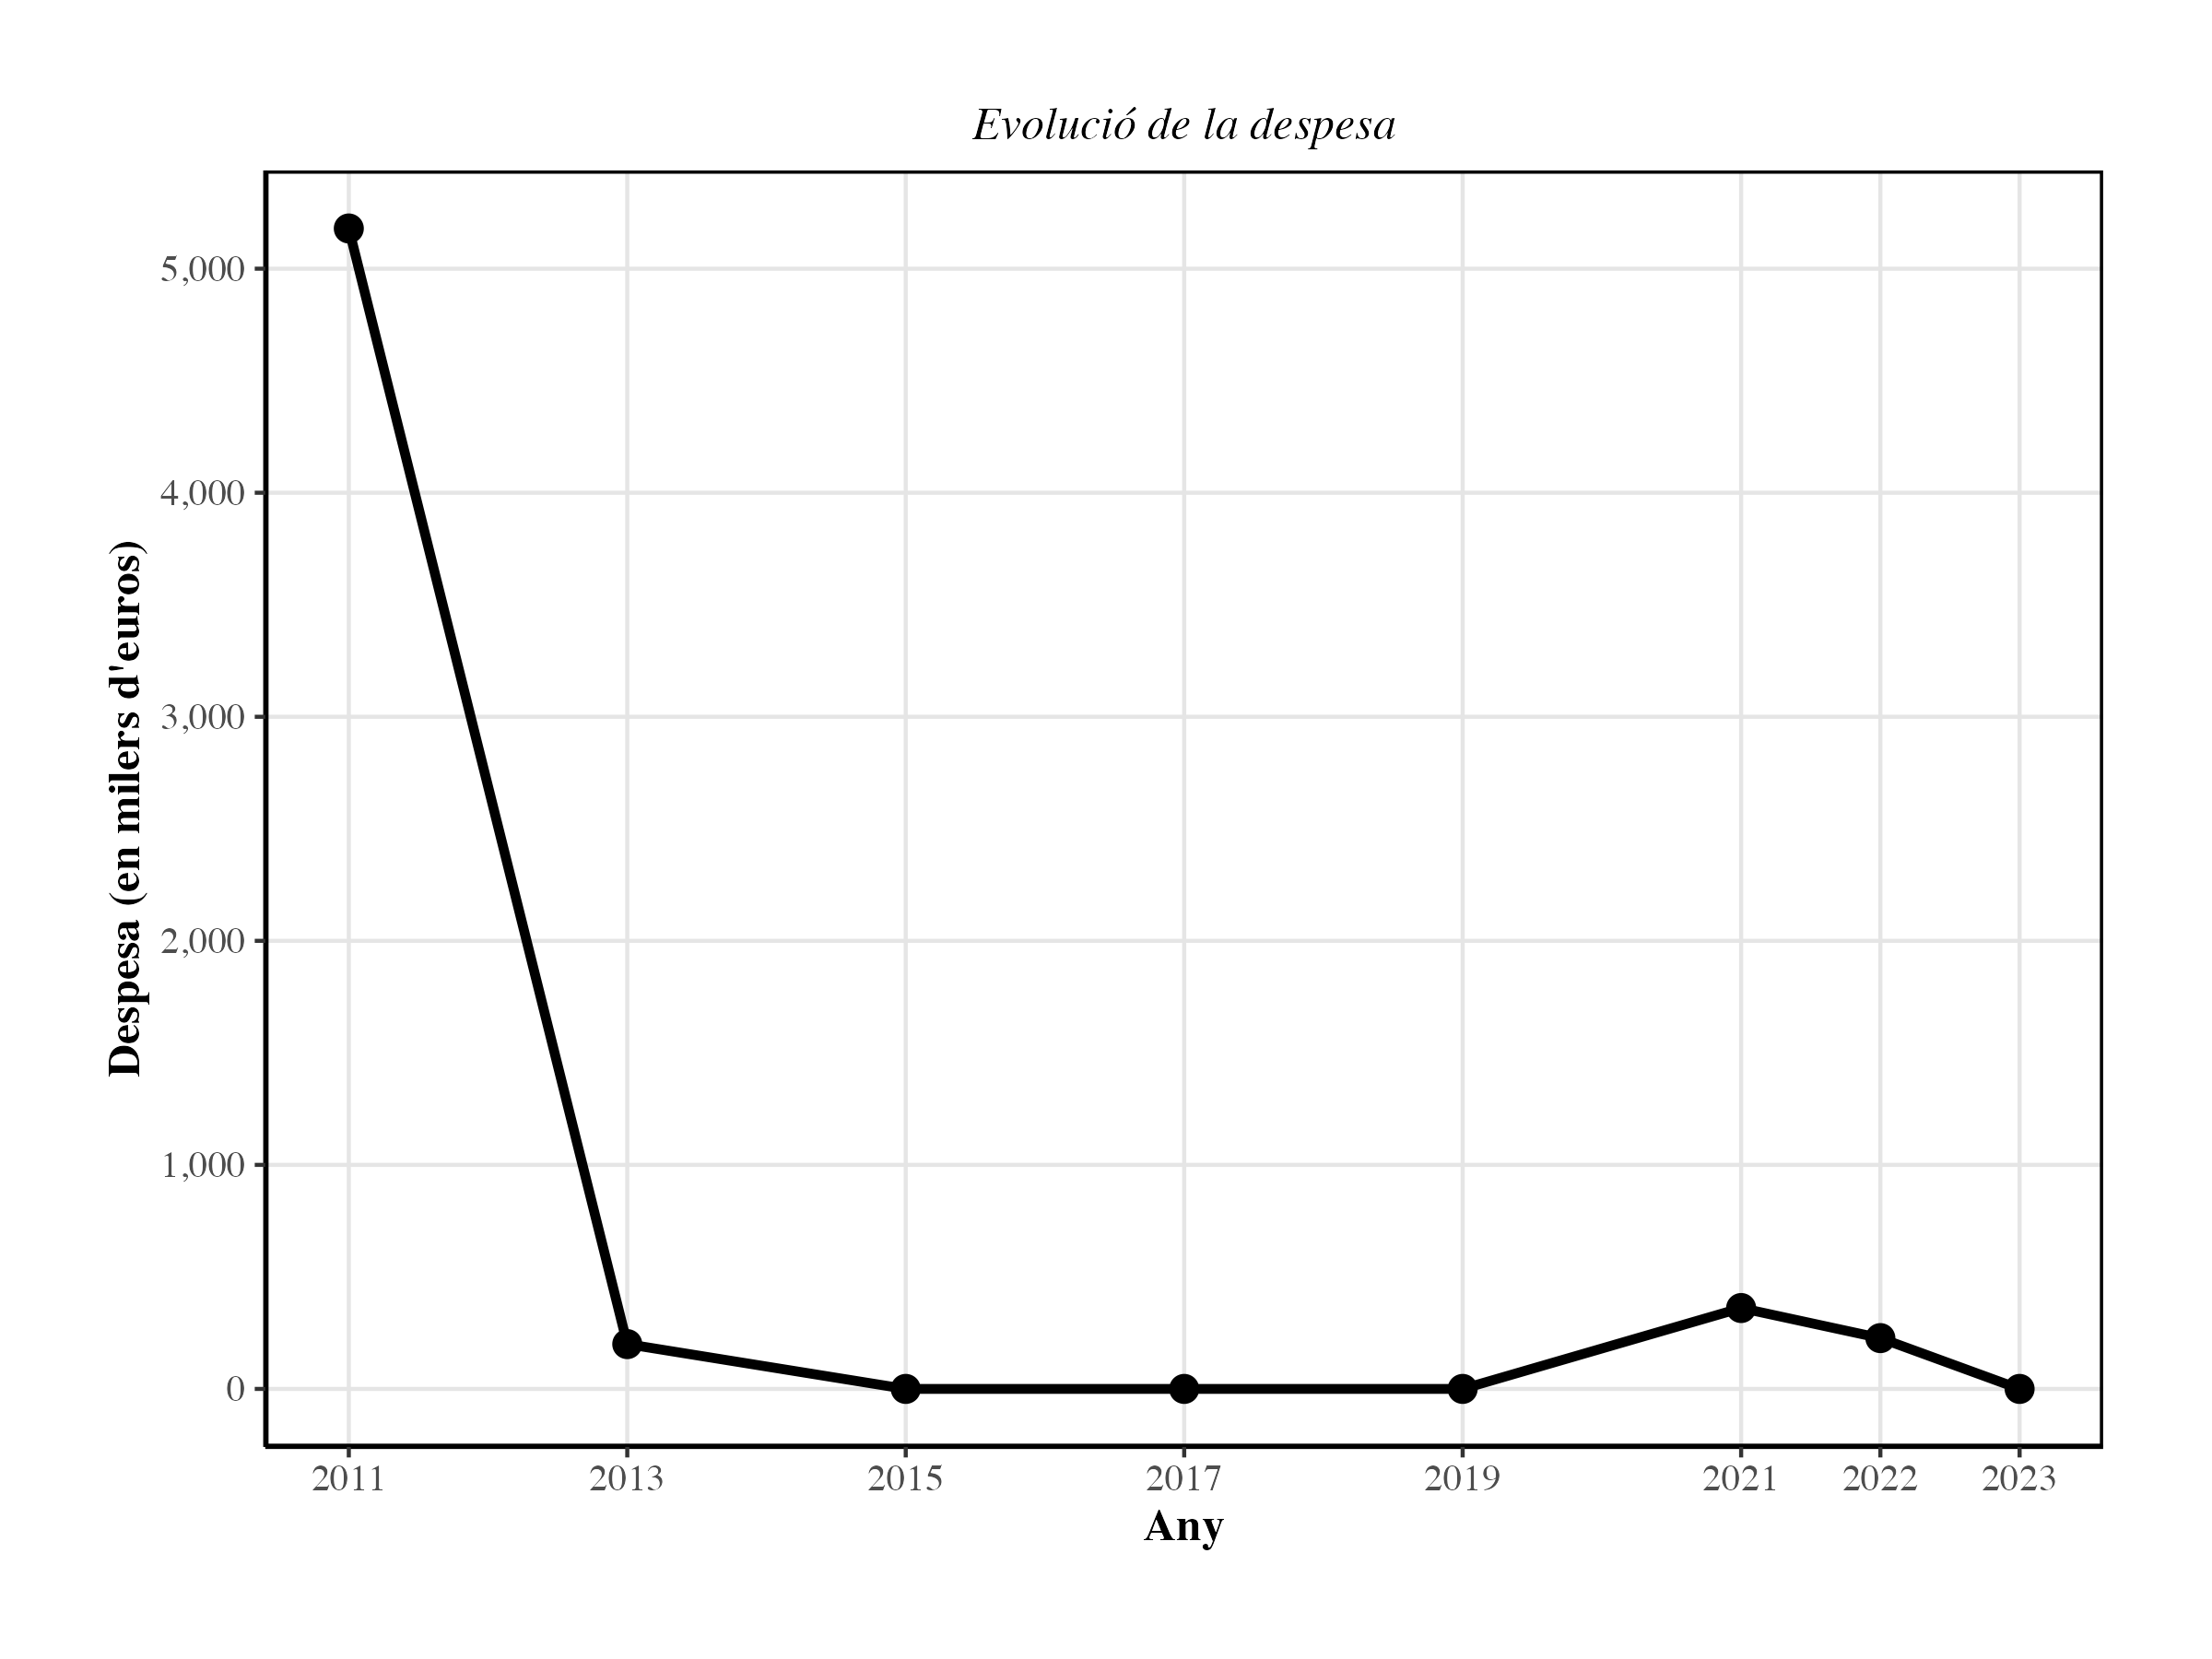 Evolució de la despesa
Despesa (en milers d'euros)
5,000
4,000
3,000
2,000
1,000
0
2011 2013 2015 2017 2019 2021 2022 2023
Any